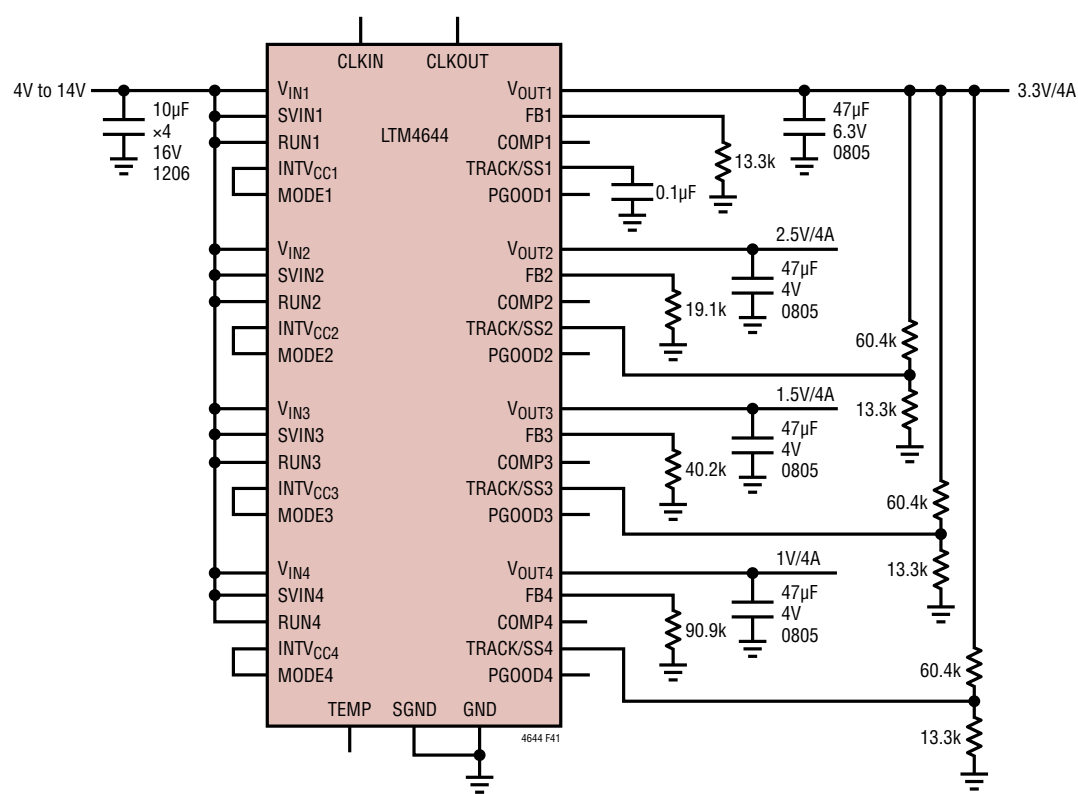 CLKIN CLKOUT
4V to 14V
10µF
×4
16V
1206
LTM4644
VIN1
SVIN1
RUN1
INTVCC1
MODE1
VIN2
SVIN2
RUN2
INTVCC2
MODE2
VIN3
SVIN3
RUN3
INTVCC3
MODE3
VIN4
SVIN4
RUN4
INTVCC4
MODE4
VOUT1
FB1
COMP1
TRACK/SS1
PGOOD1
VOUT2
FB2
COMP2
TRACK/SS2
PGOOD2
VOUT3
FB3
COMP3
TRACK/SS3
PGOOD3
VOUT4
FB4
COMP4
TRACK/SS4
PGOOD4
TEMP SGND GND
4644 F41
3.3V/4A
47µF
6.3V
0805
13.3k
0.1µF
2.5V/4A
47µF
4V
0805
19.1k
60.4k
13.3k
1.5V/4A
47µF
4V
0805
40.2k
60.4k
13.3k
1V/4A
47µF
4V
0805
90.9k
60.4k
13.3k